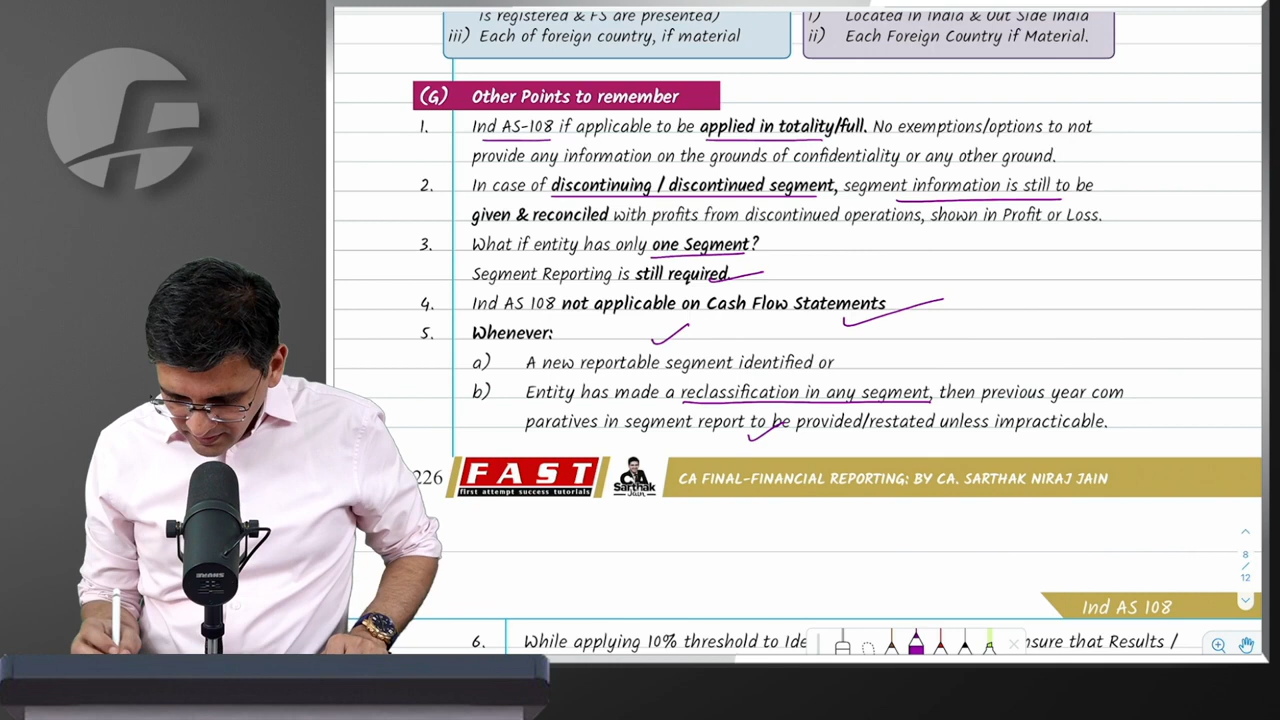 is registered & FS are presented)
iii) Each of foreign country, if material
i) Located in India & Out Side India
ii) Each Foreign Country if Material.
(G) Other Points to remember
1. Ind AS-108 if applicable to be applied in totality/full. No exemptions/options to not
provide any information on the grounds of confidentiality or any other ground.
2. In case of discontinuing / discontinued segment, segment information is still to be
given & reconciled with profits from discontinued operations, shown in Profit or Loss.
3. What if entity has only one Segment?
Segment Reporting is still required.
4. Ind AS 108 not applicable on Cash Flow Statements
5. Whenever:
a) A new reportable segment identified or
b) Entity has made a reclassification in any segment, then previous year com
paratives in segment report to be provided/restated unless impracticable.
226
FAST
first attempt success tutorials
CA
Sarthak
Jain
CA FINAL-FINANCIAL REPORTING: BY CA. SARTHAK NIRAJ JAIN
8
/
12
Ind AS 108
6. While applying 10% threshold to Ide
nsure that Results /
SHURE